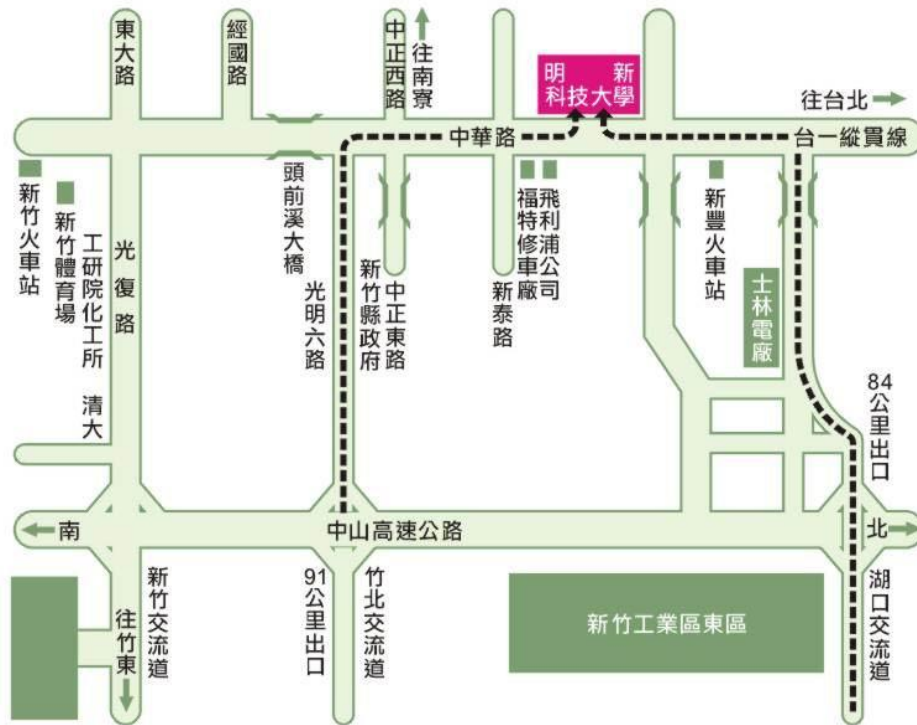 東大路
經國路
中正西路
往南寮
明新
科技大學
往台北
中華路
台一縱貫線
新竹火車站
新竹體育場
工研院化工所
光復路
頭前溪大橋
光明六路
新竹縣政府
中正東路
新泰路
福特修車廠
飛利浦公司
新豐火車站
士林電廠
清大
84公里出口
南
中山高速公路
北
往竹東
新竹交流道
91公里出口
竹北交流道
新竹工業區東區
湖口交流道